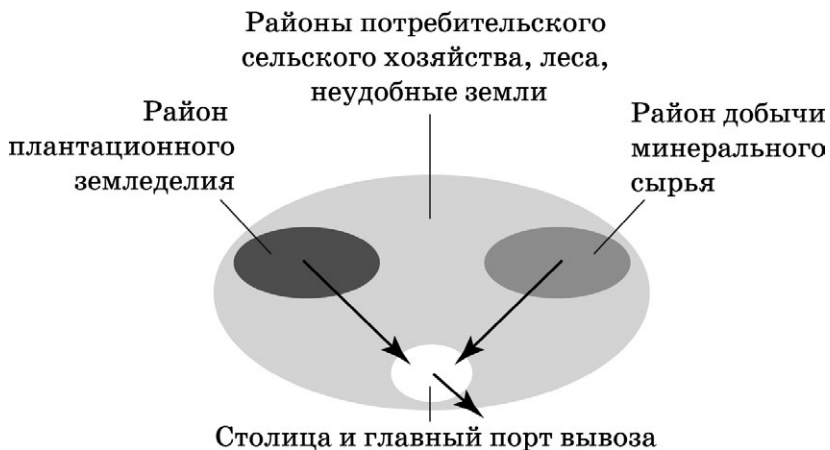 Районы потребительского
сельского хозяйства, леса,
неудобные земли
Район
плантационного
земледелия
Район добычи
минерального
сырья
Столица и главный порт вывоза